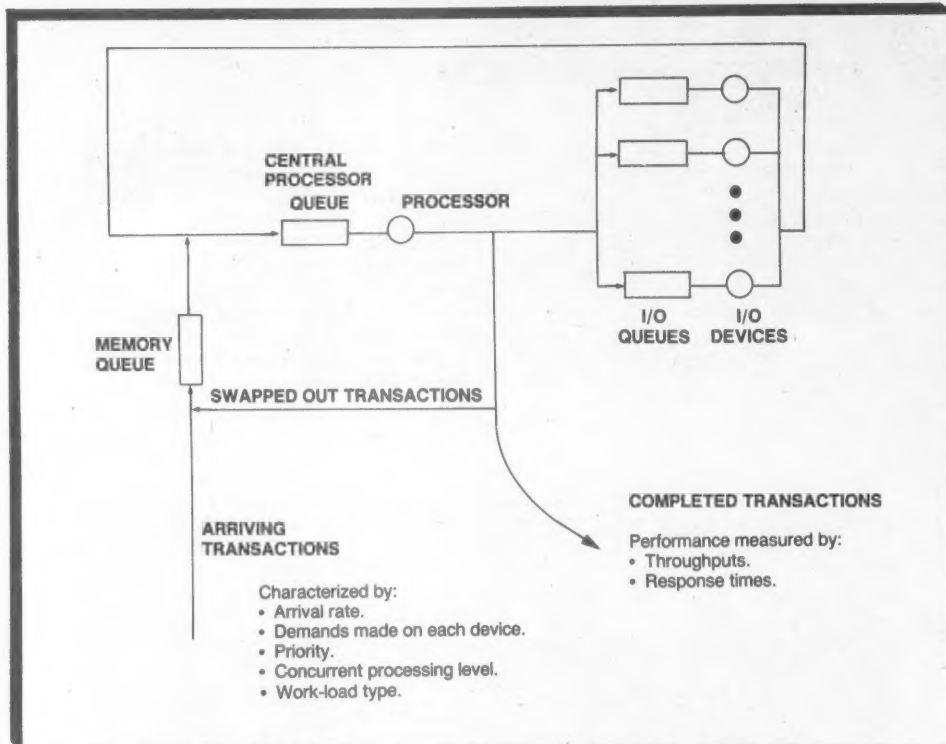 CENTRAL
PROCESSOR
QUEUE
PROCESSOR
I/O
QUEUES
I/O
DEVICES
MEMORY
QUEUE
SWAPPED OUT TRANSACTIONS
ARRIVING
TRANSACTIONS
Characterized by:
• Arrival rate.
• Demands made on each device.
• Priority.
• Concurrent processing level.
• Work-load type.
COMPLETED TRANSACTIONS
Performance measured by:
• Throughputs.
• Response times.